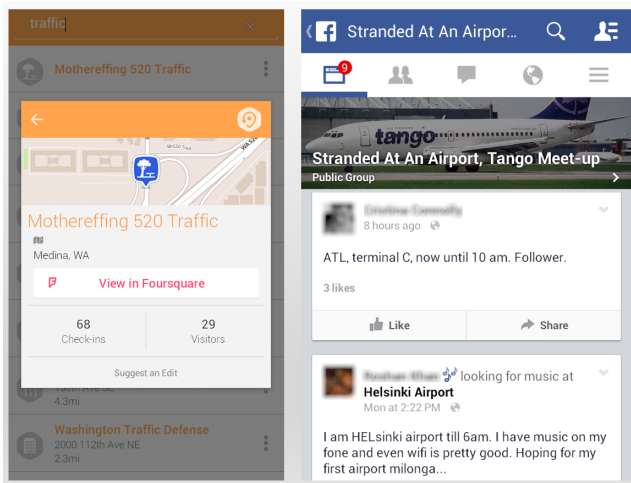 traffic
Mothereffing 520 Traffic
Mothereffing 520 Traffic
Medina, WA
View in Foursquare
68
Check-ins
29
Visitors
Suggest an Edit
4.3mi
Washington Traffic Defense
2000 112th Ave NE
2.3mi
Stranded At An Airpor...
9
tango
Stranded At An Airport, Tango Meet-up
Public Group
8 hours ago
ATL, terminal C, now until 10 am. Follower.
3 likes
Like
Share
looking for music at
Helsinki Airport
Mon at 2:22 PM
I am HELsinki airport till 6am. I have music on my
fone and even wifi is pretty good. Hoping for my
first airport milonga...